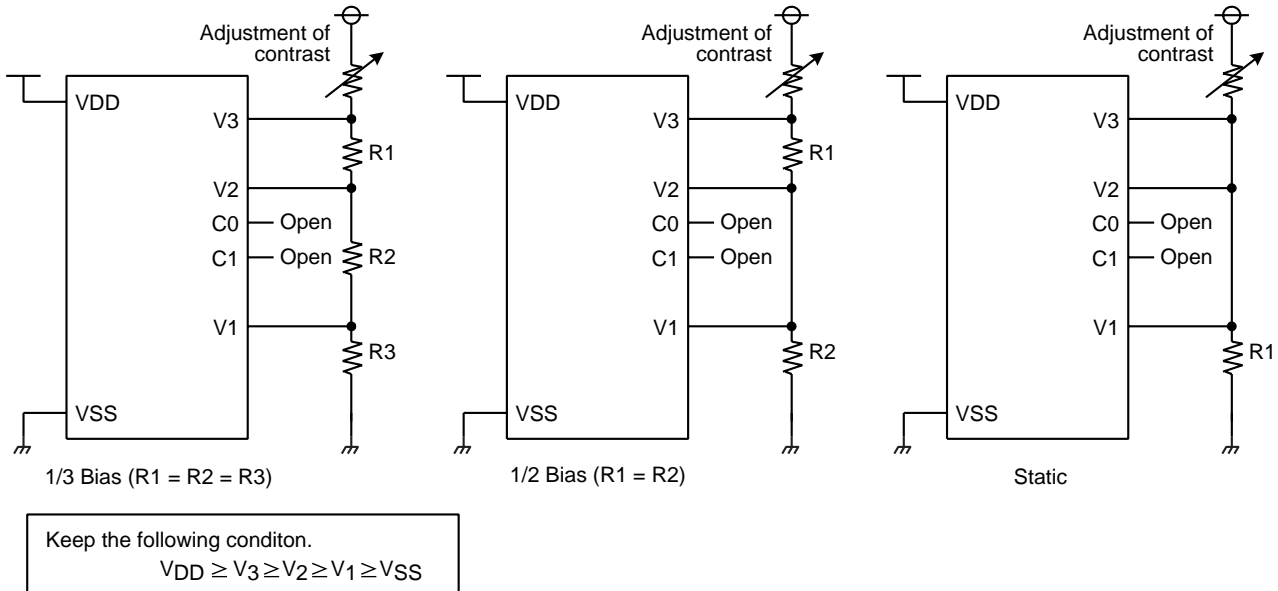 Adjustment of
contrast
VDD
V3
R1
V2
C0
Open
C1
Open
R2
V1
R3
VSS
1/3 Bias (R1 = R2 = R3)
Adjustment of
contrast
VDD
V3
R1
V2
C0
Open
C1
Open
V1
R2
VSS
1/2 Bias (R1 = R2)
Adjustment of
contrast
VDD
V3
V2
C0
Open
C1
Open
V1
R1
VSS
Static
Keep the following conditon.
VDD ≥ V3 ≥ V2 ≥ V1 ≥ VSS